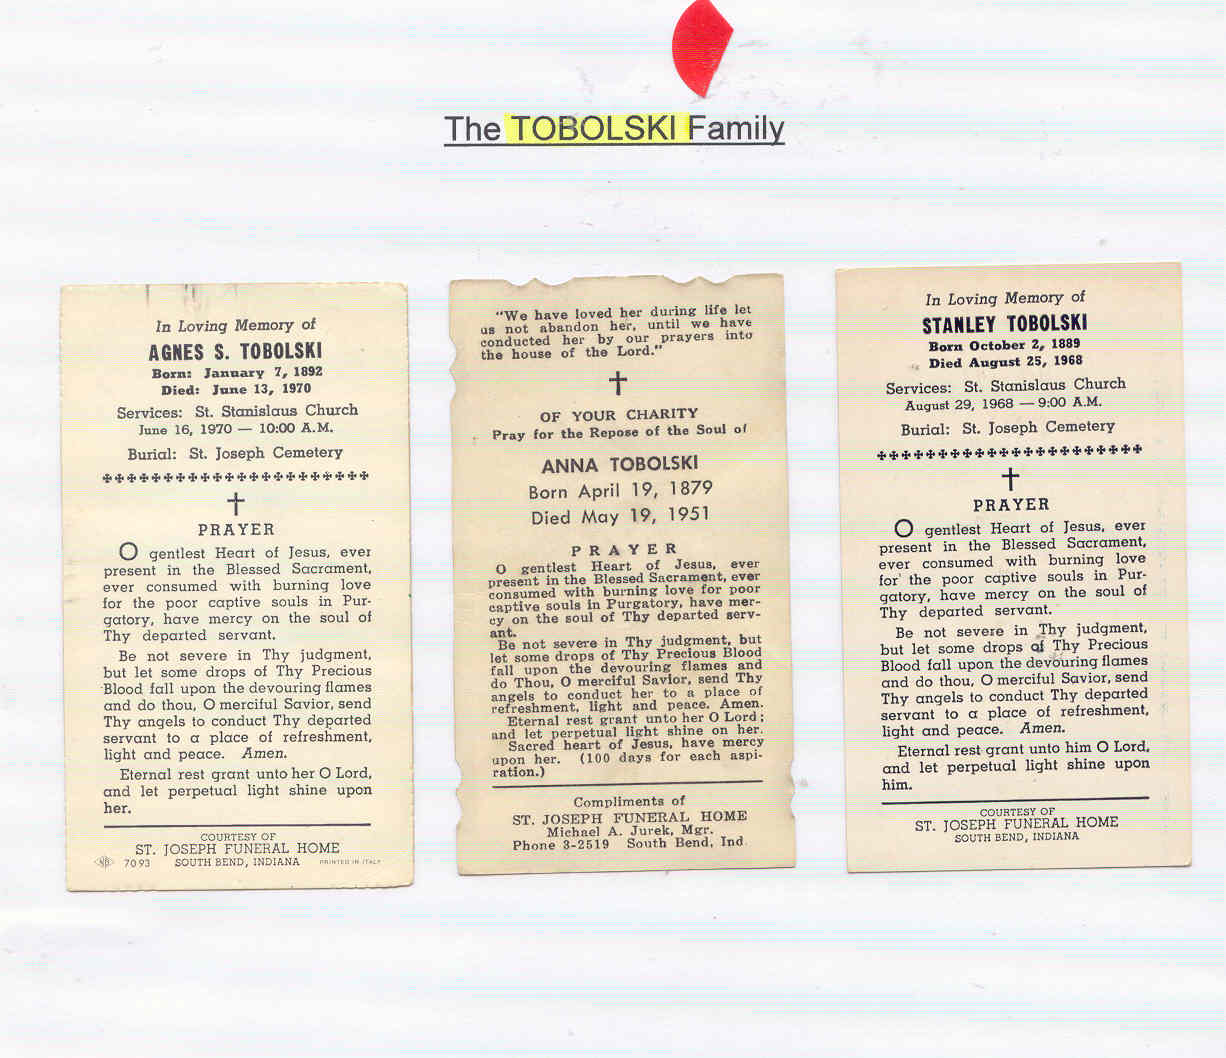 The TOBOLSKI Family
In Loving Memory of
AGNES S. TOBOLSKI
Born: January 7, 1892
Died: June 13, 1970
Services: St. Stanislaus Church
June 16, 1970 — 10:00 A.M.
Burial: St. Joseph Cemetery
PRAYER
O gentlest Heart of Jesus, ever
present in the Blessed Sacrament,
ever consumed with burning love
for the poor captive souls in Pur-
gatory, have mercy on the soul of
Thy departed servant.
Be not severe in Thy judgment,
but let some drops of Thy Precious
Blood fall upon the devouring flames
and do thou, O merciful Savior, send
Thy angels to conduct Thy departed
servant to a place of refreshment,
light and peace. Amen.
Eternal rest grant unto her O Lord,
and let perpetual light shine upon
her.
COURTESY OF
ST. JOSEPH FUNERAL HOME
SOUTH BEND, INDIANA
NB 7093 PRINTED IN ITALY
"We have loved her during life let
us not abandon her, until we have
conducted her by our prayers into
the house of the Lord."
OF YOUR CHARITY
Pray for the Repose of the Soul of
ANNA TOBOLSKI
Born April 19, 1879
Died May 19, 1951
PRAYER
O gentlest Heart of Jesus, ever
present in the Blessed Sacrament, ever
consumed with burning love for poor
captive souls in Purgatory, have mer-
cy on the soul of Thy departed serv-
ant.
Be not severe in Thy judgment, but
let some drops of Thy Precious Blood
fall upon the devouring flames and
do Thou, O merciful Savior, send Thy
angels to conduct her to a place of
refreshment, light and peace. Amen.
Eternal rest grant unto her O Lord;
and let perpetual light shine on her.
Sacred heart of Jesus, have mercy
upon her. (100 days for each aspi-
ration.)
Compliments of
ST. JOSEPH FUNERAL HOME
Michael A. Jurek, Mgr.
Phone 3-2519 South Bend, Ind.
In Loving Memory of
STANLEY TOBOLSKI
Born October 2, 1889
Died August 25, 1968
Services: St. Stanislaus Church
August 29, 1968 — 9:00 A.M.
Burial: St. Joseph Cemetery
PRAYER
O gentlest Heart of Jesus, ever
present in the Blessed Sacrament,
ever consumed with burning love
for the poor captive souls in Pur-
gatory, have mercy on the soul of
Thy departed servant.
Be not severe in Thy judgment,
but let some drops of Thy Precious
Blood fall upon the devouring flames
and do thou, O merciful Savior, send
Thy angels to conduct Thy departed
servant to a place of refreshment,
light and peace. Amen.
Eternal rest grant unto him O Lord,
and let perpetual light shine upon
him.
COURTESY OF
ST. JOSEPH FUNERAL HOME
SOUTH BEND, INDIANA